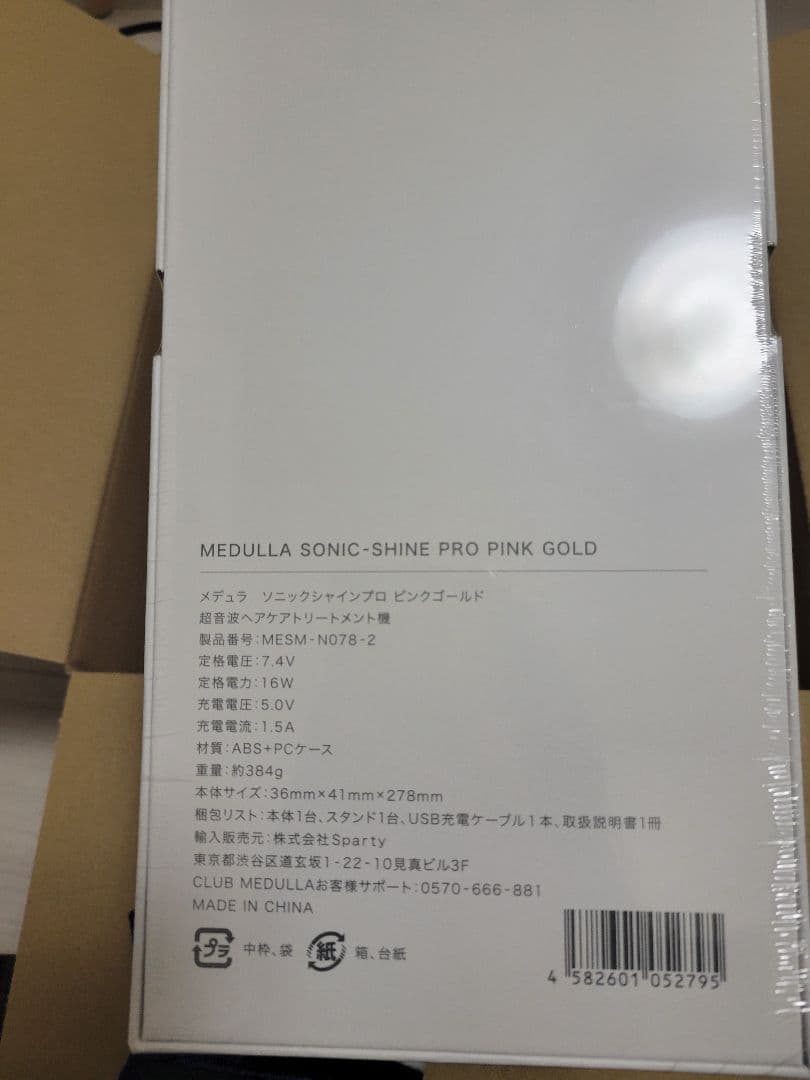 MEDULLA SONIC-SHINE PRO PINK GOLD
メデュラ ソニックシャインプロ ピンクゴールド
超音波ヘアケアトリートメント機
製品番号:MESM-N078-2
定格電圧:7.4V
定格電力:16W
充電電圧:5.0V
充電電流:1.5A
材質:ABS+PCケース
重量:約384g
本体サイズ:36mm×41mm×278mm
梱包リスト:本体1台、スタンド1台、USB充電ケーブル1本、取扱説明書1冊
輸入販売元:株式会社Sparty
東京都渋谷区道玄坂1-22-10見真ビル3F
CLUB MEDULLAお客様サポート:0570-666-881
MADE IN CHINA
プラ 中枠、袋 紙 箱、台紙
4 582601 052795